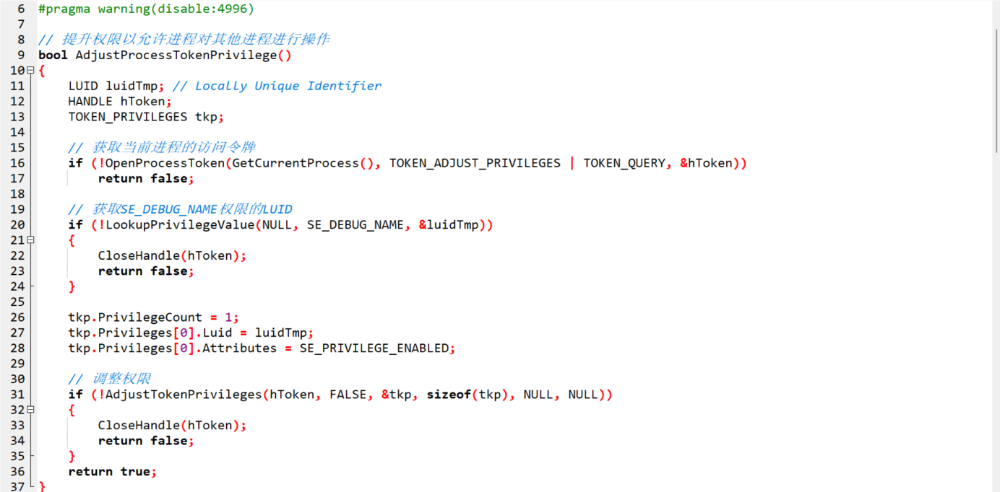 6 #pragma warning(disable:4996)
7
8 // 提升权限以允许进程对其他进程进行操作
9 bool AdjustProcessTokenPrivilege()
10 {
11     LUID luidTmp; // Locally Unique Identifier
12     HANDLE hToken;
13     TOKEN_PRIVILEGES tkp;
14
15     // 获取当前进程的访问令牌
16     if (!OpenProcessToken(GetCurrentProcess(), TOKEN_ADJUST_PRIVILEGES | TOKEN_QUERY, &hToken))
17         return false;
18
19     // 获取SE_DEBUG_NAME权限的LUID
20     if (!LookupPrivilegeValue(NULL, SE_DEBUG_NAME, &luidTmp))
21     {
22         CloseHandle(hToken);
23         return false;
24     }
25
26     tkp.PrivilegeCount = 1;
27     tkp.Privileges[0].Luid = luidTmp;
28     tkp.Privileges[0].Attributes = SE_PRIVILEGE_ENABLED;
29
30     // 调整权限
31     if (!AdjustTokenPrivileges(hToken, FALSE, &tkp, sizeof(tkp), NULL, NULL))
32     {
33         CloseHandle(hToken);
34         return false;
35     }
36     return true;
37 }